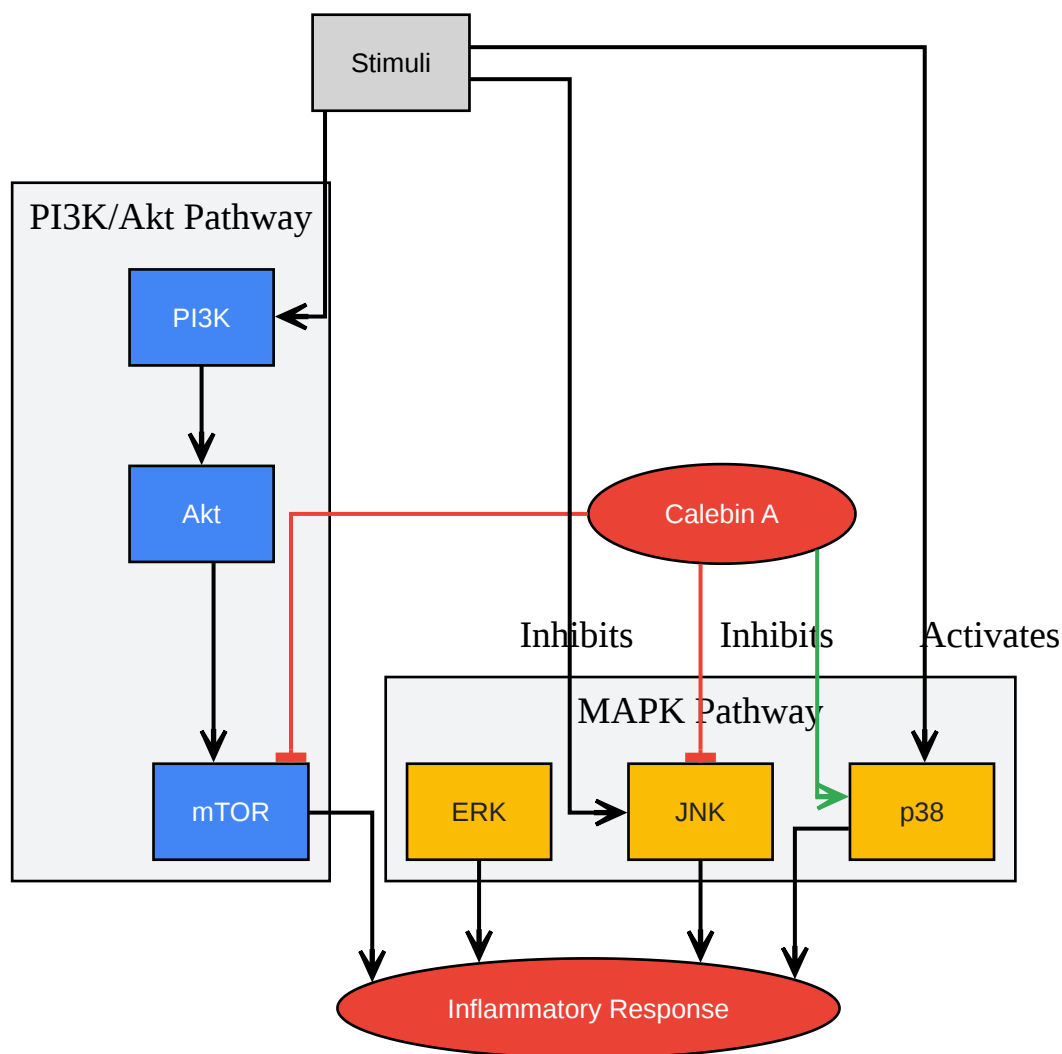 Stimuli
PI3K/Akt Pathway
PI3K
Akt
Calebin A
Inhibits
Inhibits
Activates
MAPK Pathway
mTOR
ERK
JNK
p38
Inflammatory Response